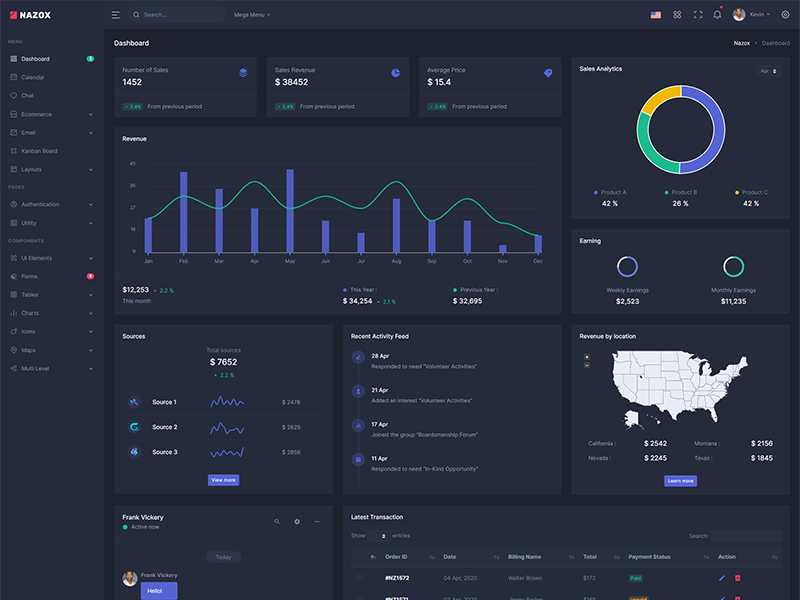 NAZOX
Search...
Mega Menu
Kevin
MENU
Dashboard
3
Calendar
Chat
Ecommerce
Email
Kanban Board
Layouts
PAGES
Authentication
Utility
COMPONENTS
UI Elements
Forms
Tables
Charts
Icons
Maps
Multi Level
Dashboard
Nazox › Dashboard
Number of Sales
1452
2.4% From previous period
Sales Revenue
$ 38452
2.4% From previous period
Average Price
$ 15.4
2.4% From previous period
Sales Analytics
Apr
Product A
42 %
Product B
26 %
Product C
42 %
Revenue
45
36
27
18
9
Jan Feb Mar Apr May Jun Jul Aug Sep Oct Nov Dec
$12,253 2.2 %
This month
This Year :
$ 34,254 2.1 %
Previous Year :
$ 32,695
Earning
Weekly Earnings
$2,523
Monthly Earnings
$11,235
Sources
Total sources
$ 7652
2.2 %
Source 1 $ 2478
Source 2 $ 2625
Source 3 $ 2856
View more
Recent Activity Feed
28 Apr
Responded to need “Volunteer Activities”
21 Apr
Added an interest “Volunteer Activities”
17 Apr
Joined the group “Boardsmanship Forum”
11 Apr
Responded to need “In-Kind Opportunity”
Revenue by location
+
−
California : $ 2542
Montana : $ 2156
Nevada : $ 2245
Texas : $ 1845
Learn more
Frank Vickery
Active now
Today
Frank Vickery
Hello!
Latest Transaction
Show entries
Search:
Order ID Date Billing Name Total Payment Status Action
#NZ1572 04 Apr, 2020 Walter Brown $172 Paid